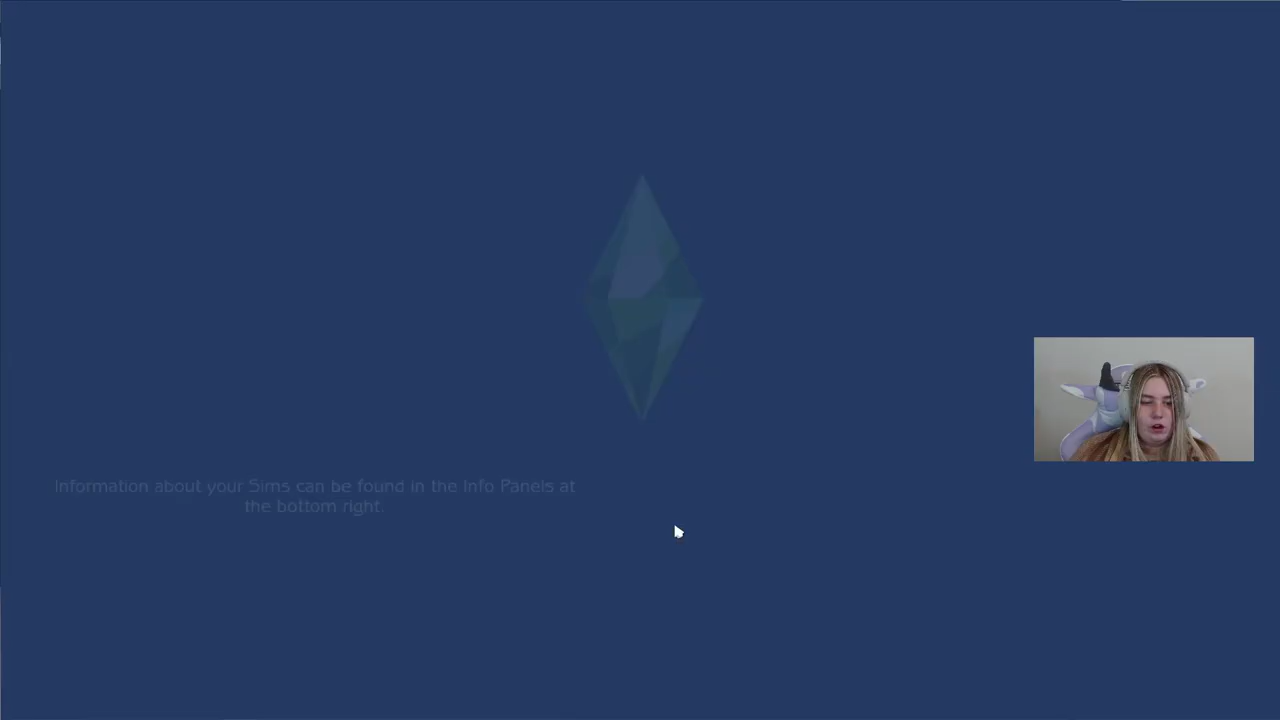 Information about your Sims can be found in the Info Panels at
the bottom right.